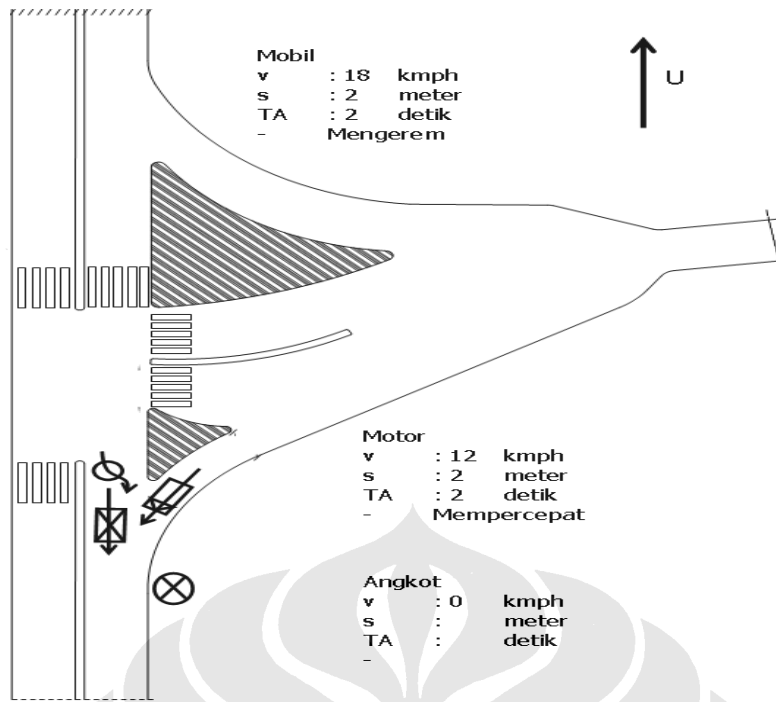 Mobil
v : 18 kmph
s : 2 meter
TA : 2 detik
- Mengerem
U
Motor
v : 12 kmph
s : 2 meter
TA : 2 detik
- Mempercepat
Angkot
v : 0 kmph
s : meter
TA : detik
-